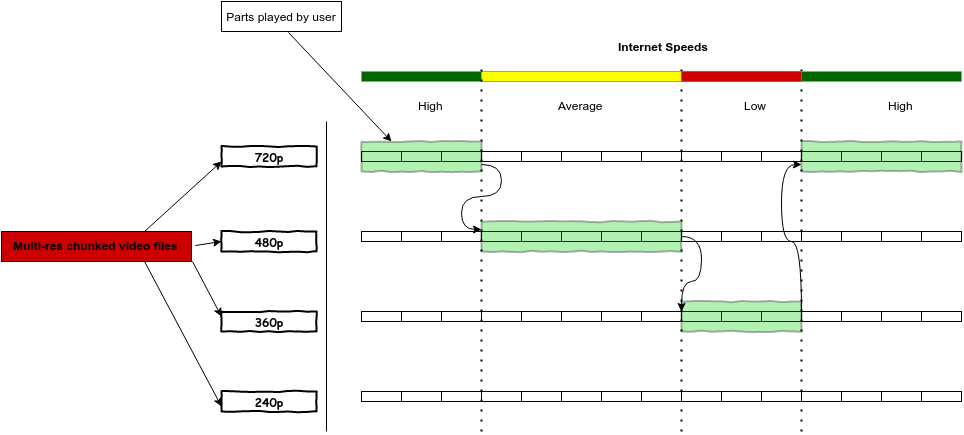 Parts played by user
Internet Speeds
High
Average
Low
High
720p
Multi-res chunked video files
480p
360p
240p